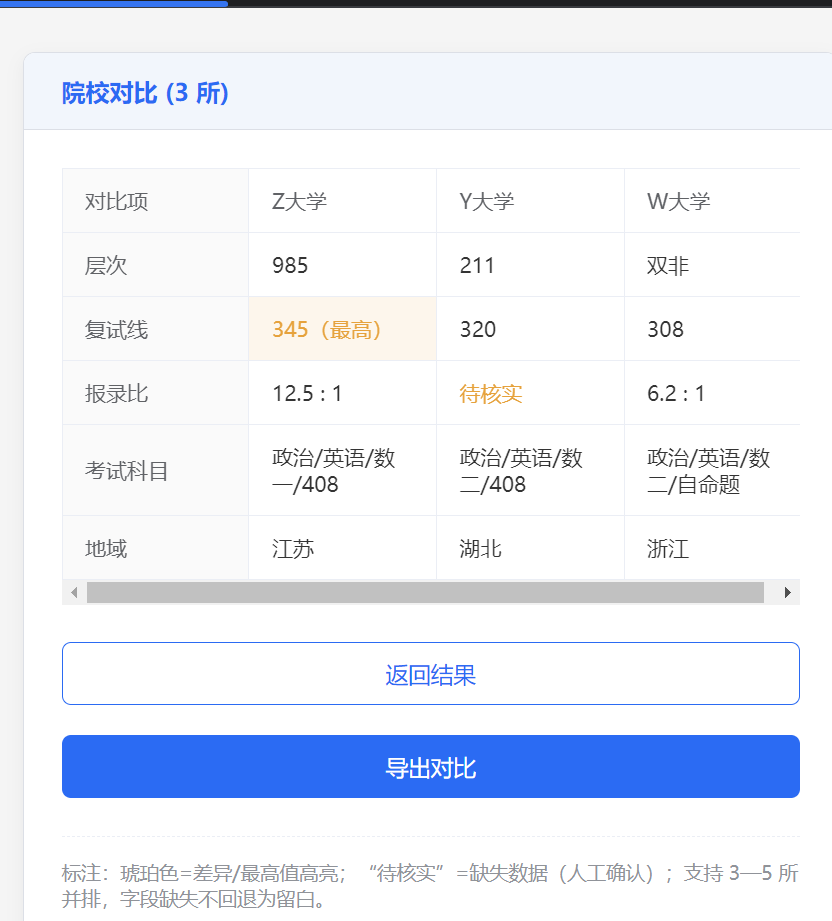 院校对比 (3 所)
对比项 Z大学 Y大学 W大学
层次 985 211 双非
复试线 345（最高） 320 308
报录比 12.5 : 1 待核实 6.2 : 1
考试科目 政治/英语/数一/408 政治/英语/数二/408 政治/英语/数二/自命题
地域 江苏 湖北 浙江
返回结果
导出对比
标注：琥珀色=差异/最高值高亮；“待核实”=缺失数据（人工确认）；支持 3—5 所
并排，字段缺失不回退为留白。